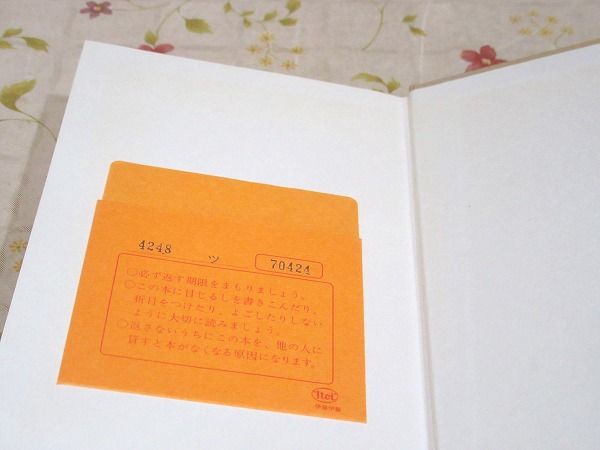 4248 ツ 70424
○必ず返す期限をまもりましょう。
○この本に目じるしを書きこんだり、
折目をつけたり、よごしたりしない
ように大切に読みましょう。
○返さないうちにこの本を、他の人に
貸すと本がなくなる原因になります。
Itei
伊藤伊